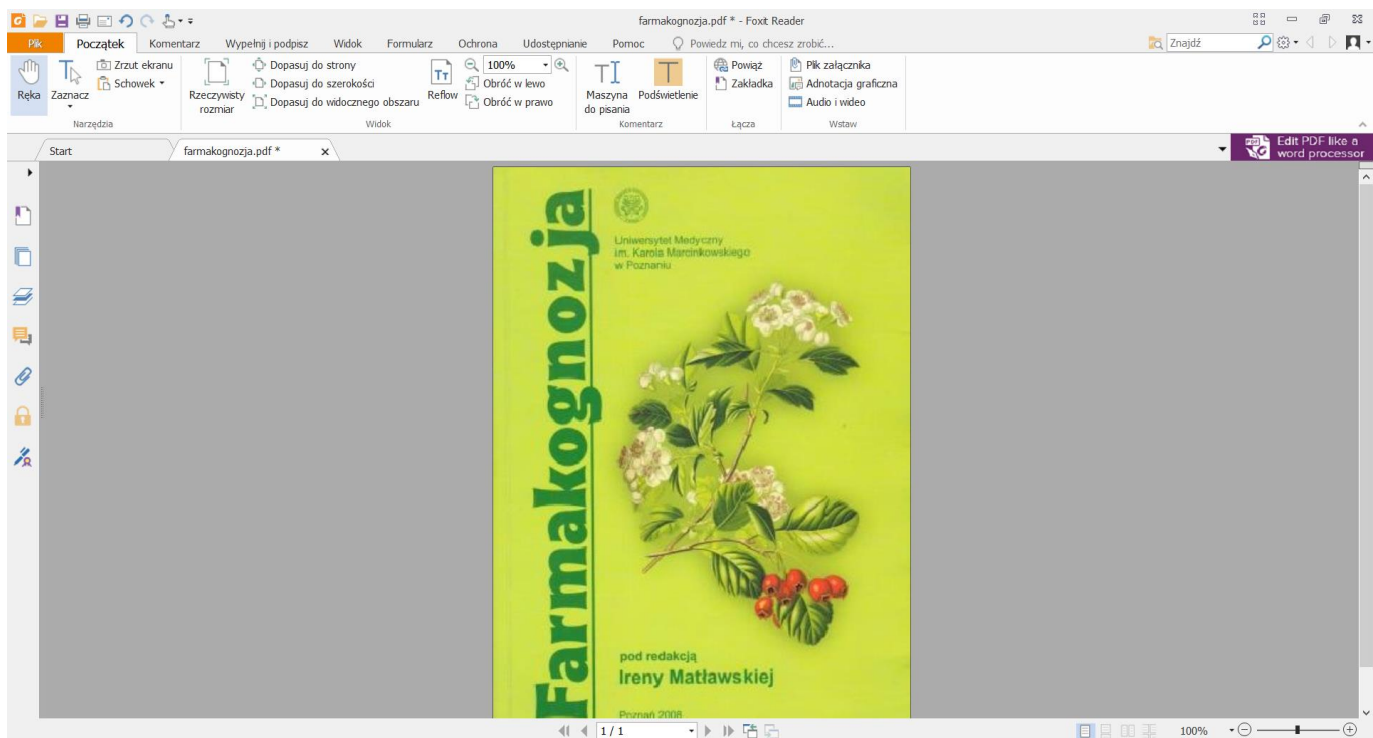 farmakognozja.pdf * - Foxit Reader
Plik Początek Komentarz Wypełnij i podpisz Widok Formularz Ochrona Udostępnianie Pomoc Powiedz mi, co chcesz zrobić... Znajdź
Ręka
Zaznacz
Zrzut ekranu
Schowek
Narzędzia
Rzeczywisty
rozmiar
Dopasuj do strony
Dopasuj do szerokości
Dopasuj do widocznego obszaru
Reflow
100%
Obróć w lewo
Obróć w prawo
Widok
Maszyna
do pisania
Podświetlenie
Komentarz
Powiąż
Zakładka
Łącza
Plik załącznika
Adnotacja graficzna
Audio i wideo
Wstaw
Start farmakognozja.pdf * x
Edit PDF like a
word processor
Farmakognozja
Uniwersytet Medyczny
im. Karola Marcinkowskiego
w Poznaniu
pod redakcją
Ireny Matławskiej
Poznań 2008
1 / 1
100%